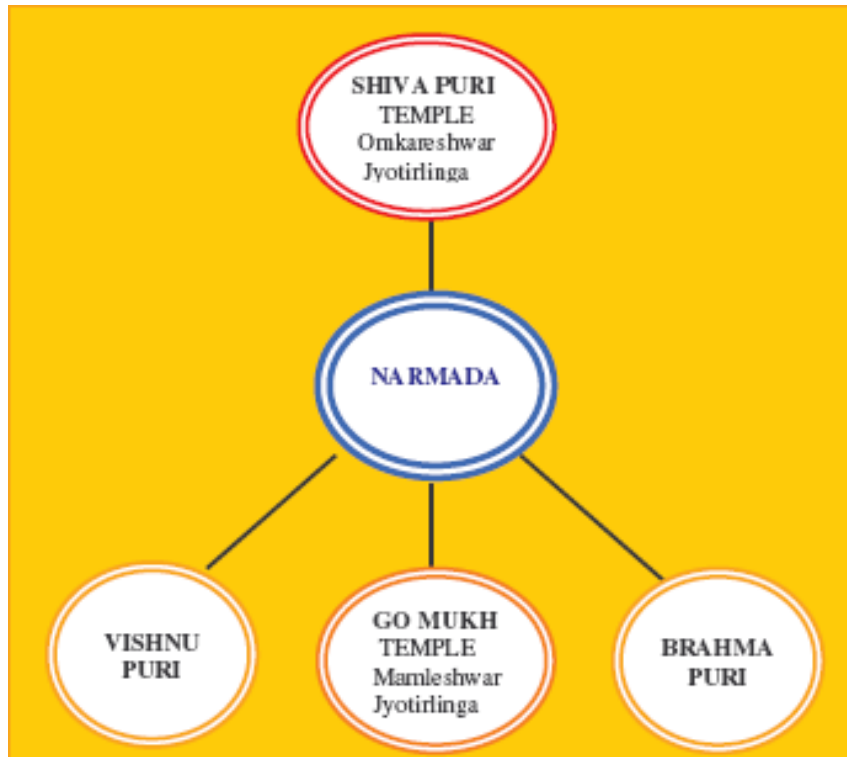 SHIVA PURI
TEMPLE
Omkareshwar
Jyotirlinga
NARMADA
VISHNU
PURI
GO MUKH
TEMPLE
Mamleshwar
Jyotirlinga
BRAHMA
PURI